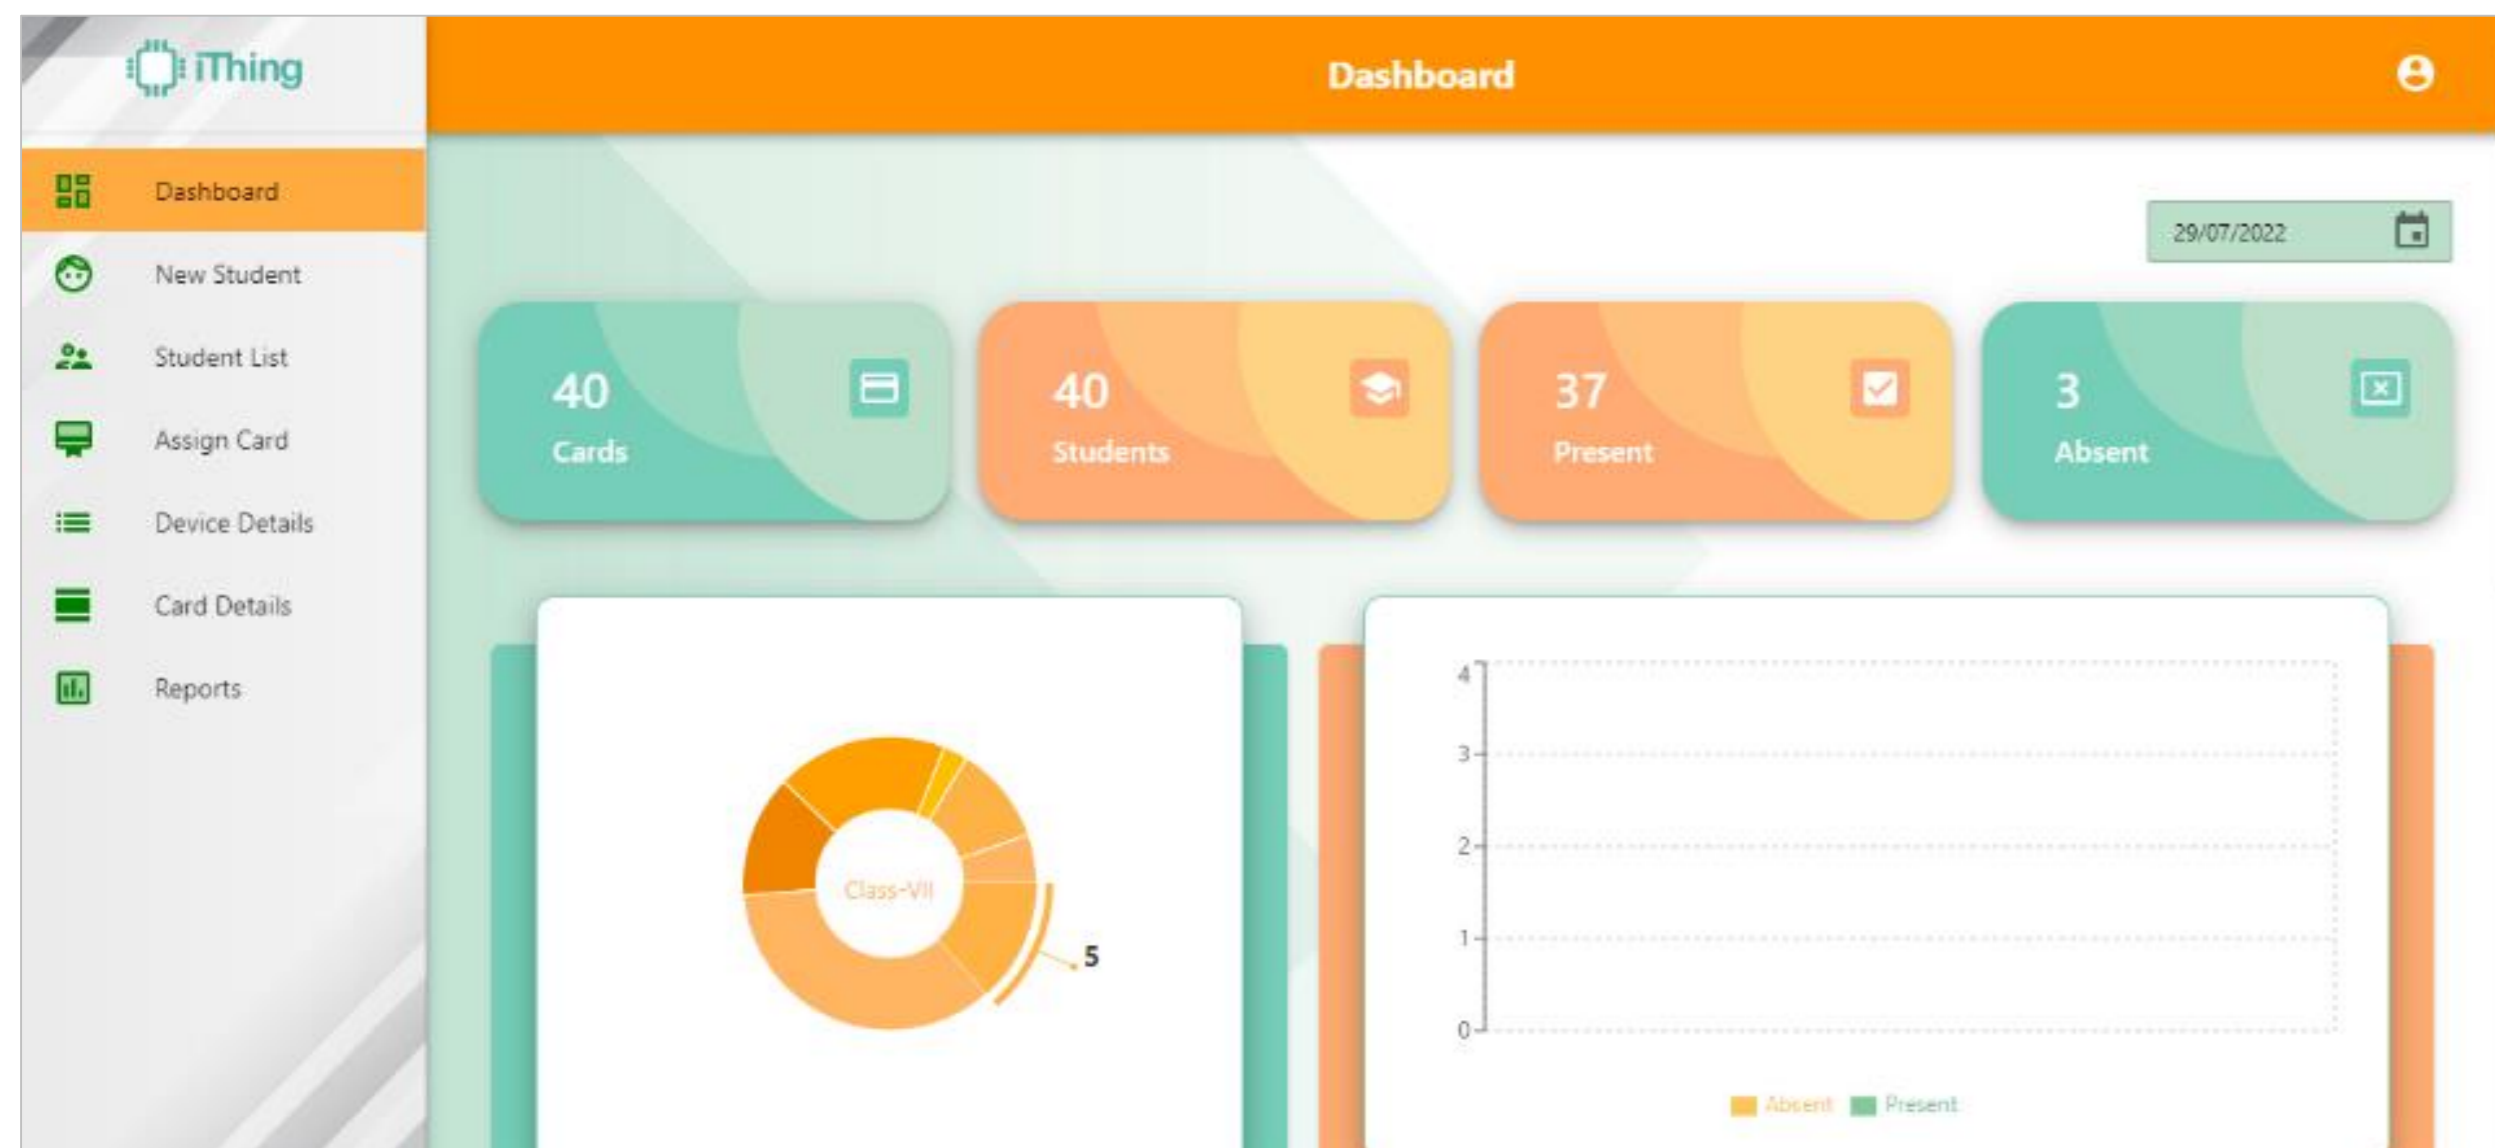 iThing
Dashboard
Dashboard
New Student
Student List
Assign Card
Device Details
Card Details
Reports
29/07/2022
40
Cards
40
Students
37
Present
3
Absent
Class-VII
5
4
3
2
1
0
Absent Present